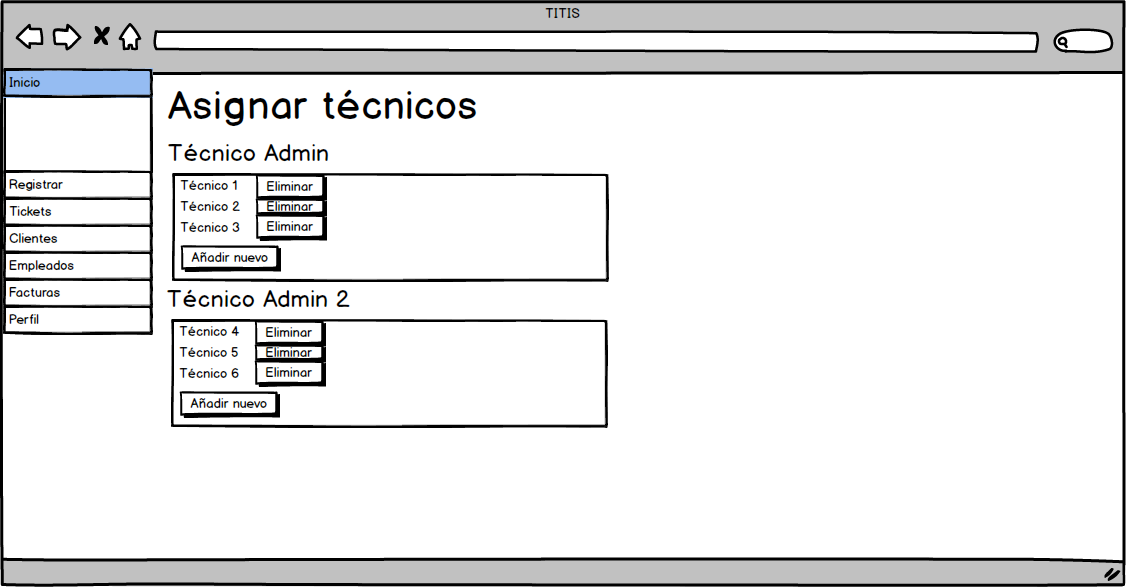 TITIS
Inicio
Registrar
Tickets
Clientes
Empleados
Facturas
Perfil
Asignar técnicos
Técnico Admin
Técnico 1 Eliminar
Técnico 2 Eliminar
Técnico 3 Eliminar
Añadir nuevo
Técnico Admin 2
Técnico 4 Eliminar
Técnico 5 Eliminar
Técnico 6 Eliminar
Añadir nuevo